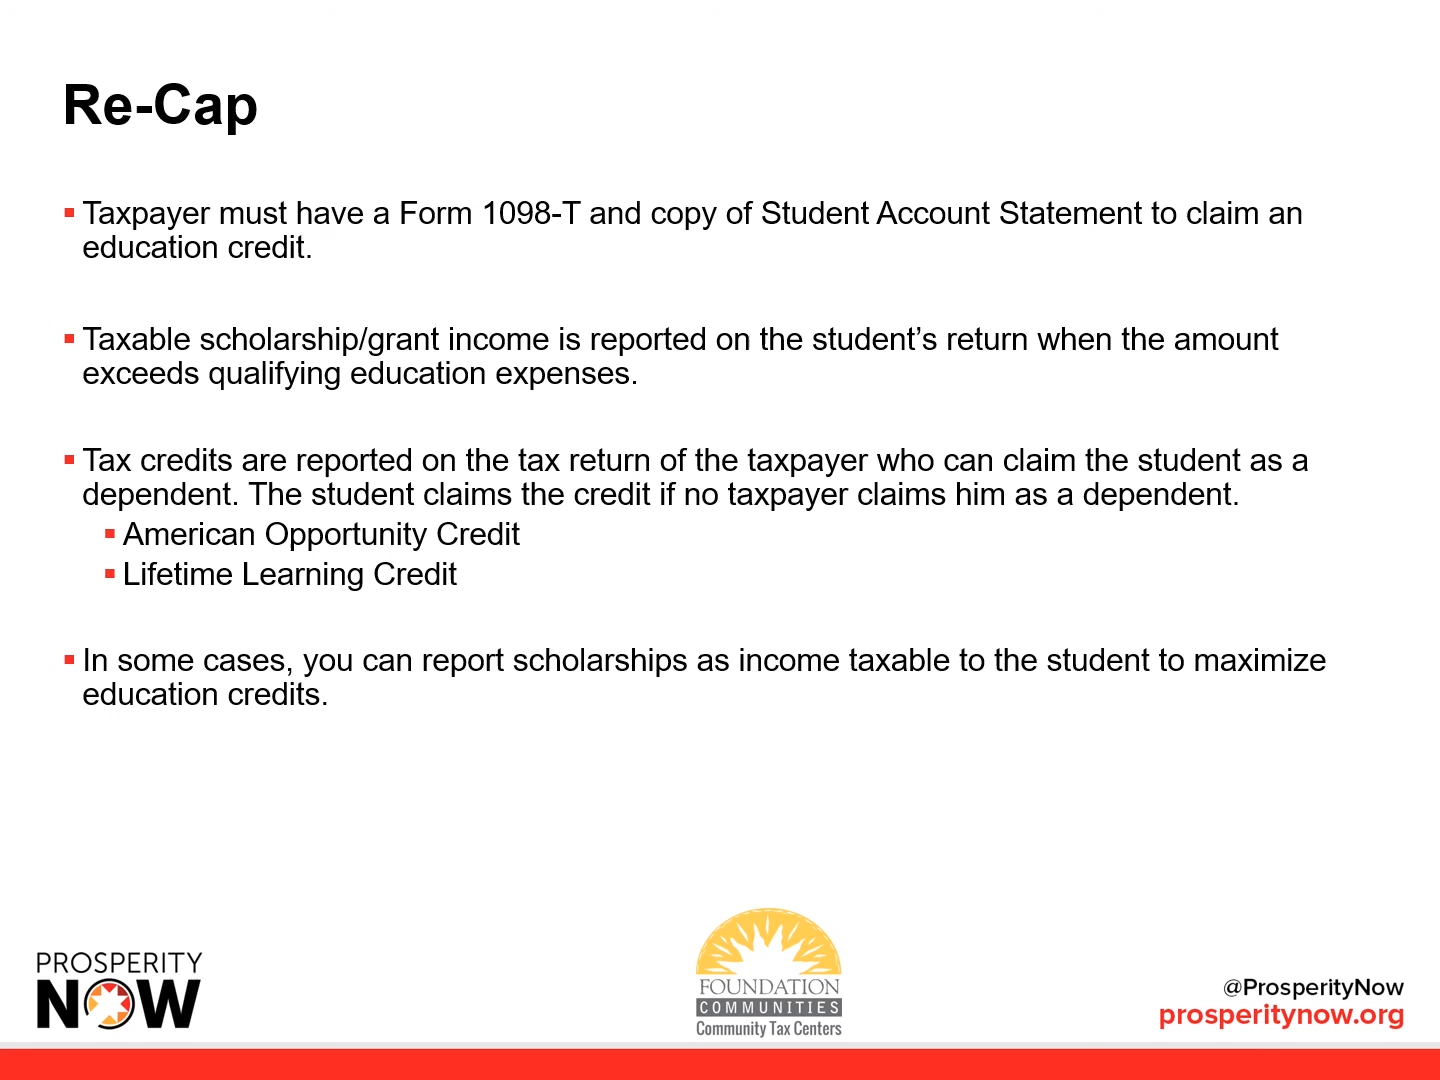 Re-Cap
Taxpayer must have a Form 1098-T and copy of Student Account Statement to claim an
education credit.
Taxable scholarship/grant income is reported on the student’s return when the amount
exceeds qualifying education expenses.
Tax credits are reported on the tax return of the taxpayer who can claim the student as a
dependent. The student claims the credit if no taxpayer claims him as a dependent.
American Opportunity Credit
Lifetime Learning Credit
In some cases, you can report scholarships as income taxable to the student to maximize
education credits.
PROSPERITY
NOW
FOUNDATION
COMMUNITIES
Community Tax Centers
@ProsperityNow
prosperitynow.org